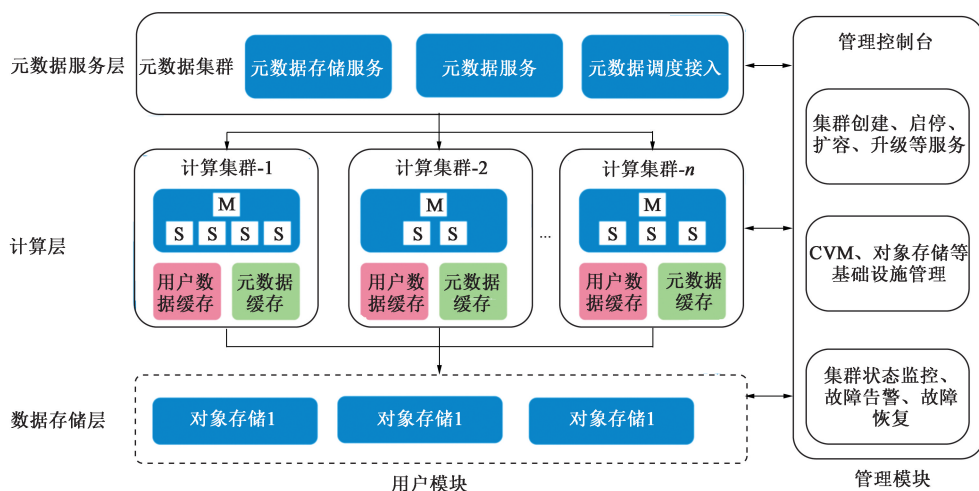 元数据服务层
元数据集群
元数据存储服务
元数据服务
元数据调度接入
计算层
计算集群-1
M
S S S S
用户数
据缓存
元数据
缓存
计算集群-2
M
S S
用户数
据缓存
元数据
缓存
...
计算集群-n
M
S S S
用户数
据缓存
元数据
缓存
数据存储层
对象存储1
对象存储1
对象存储1
用户模块
管理控制台
集群创建、启停、
扩容、升级等服务
CVM、对象存储等
基础设施管理
集群状态监控、
故障告警、故障
恢复
管理模块